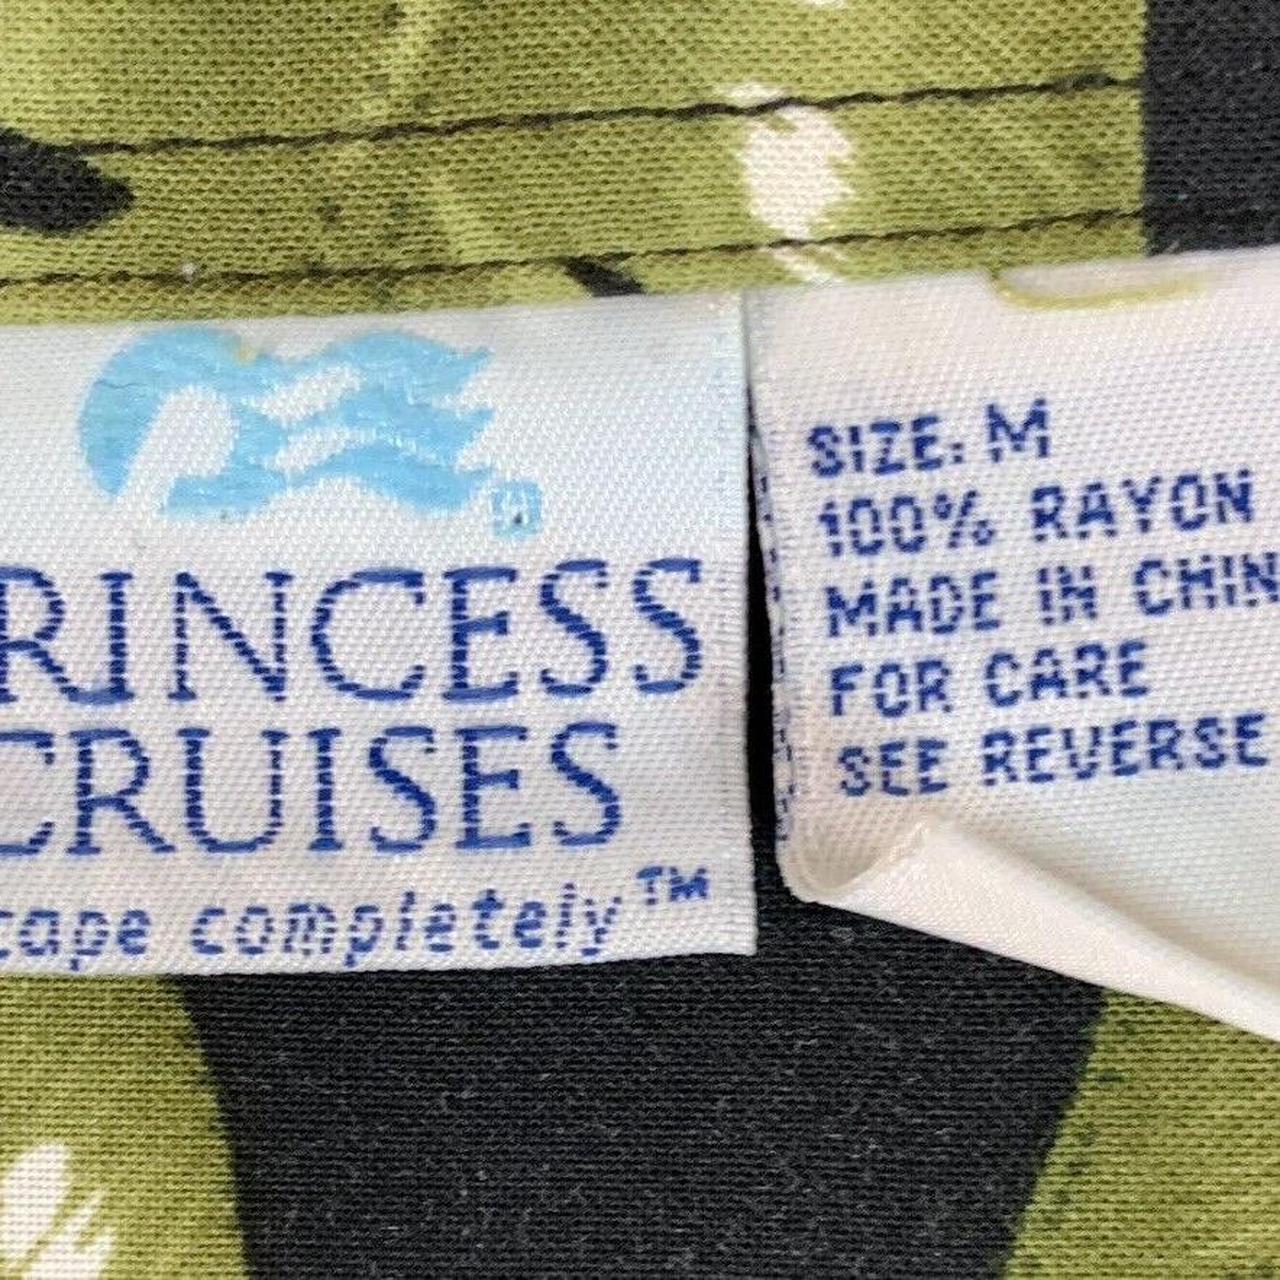 RINCESS
CRUISES
cape completely™
SIZE: M
100% RAYON
MADE IN CHIN
FOR CARE
SEE REVERSE